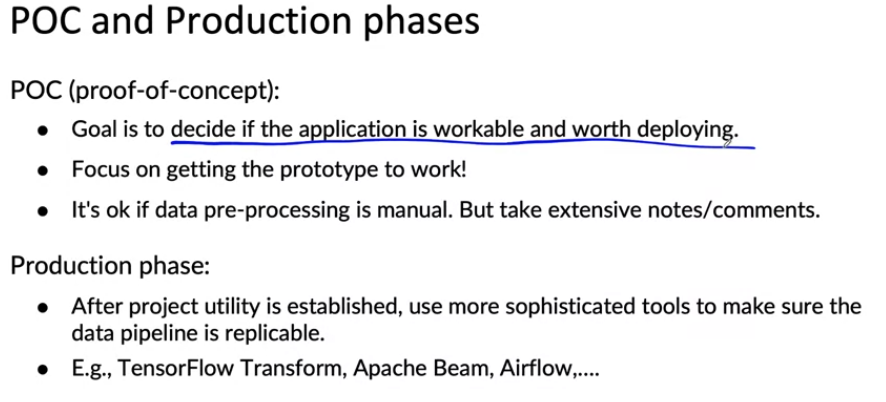 POC and Production phases
POC (proof-of-concept):
● Goal is to decide if the application is workable and worth deploying.
● Focus on getting the prototype to work!
● It's ok if data pre-processing is manual. But take extensive notes/comments.
Production phase:
● After project utility is established, use more sophisticated tools to make sure the
data pipeline is replicable.
● E.g., TensorFlow Transform, Apache Beam, Airflow,....